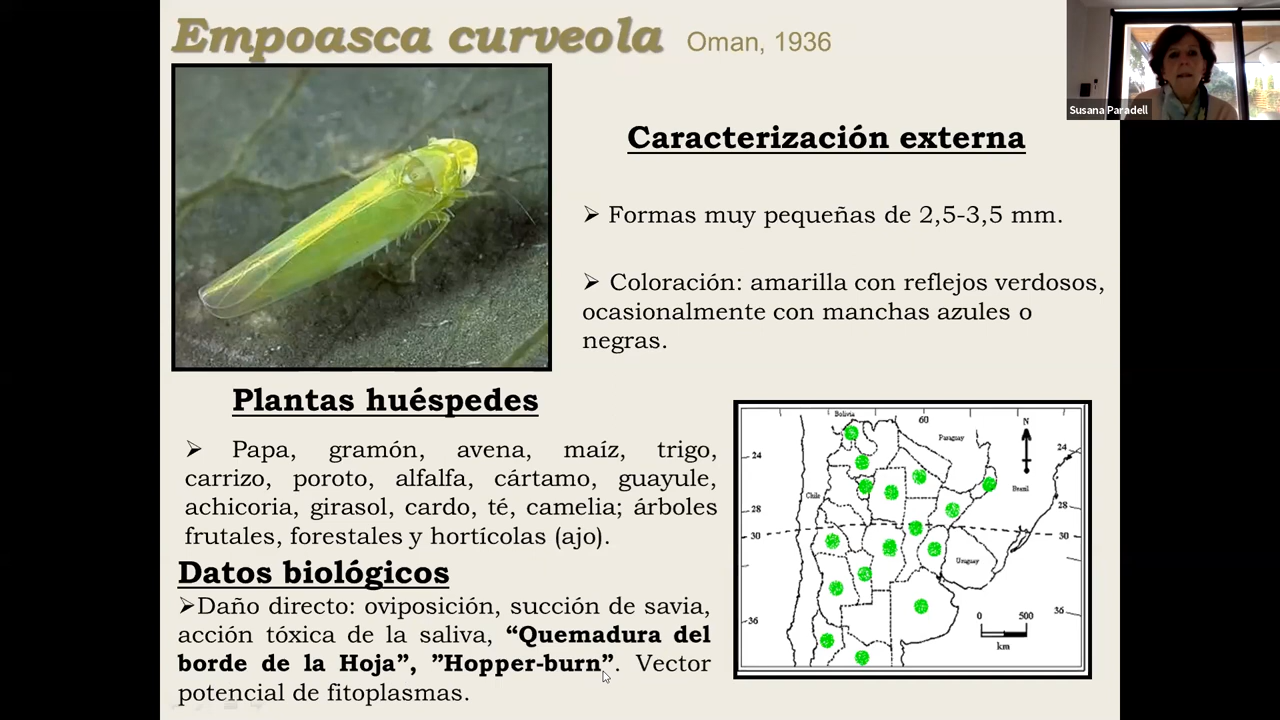 Empoasca curveola Oman, 1936
Susana Paradell
Caracterización externa
➢ Formas muy pequeñas de 2,5-3,5 mm.
➢ Coloración: amarilla con reflejos verdosos,
ocasionalmente con manchas azules o
negras.
Plantas huéspedes
➢ Papa, gramón, avena, maíz, trigo,
carrizo, poroto, alfalfa, cártamo, guayule,
achicoria, girasol, cardo, té, camelia; árboles
frutales, forestales y hortícolas (ajo).
Datos biológicos
➢Daño directo: oviposición, succión de savia,
acción tóxica de la saliva, “Quemadura del
borde de la Hoja”, ”Hopper-burn”. Vector
potencial de fitoplasmas.
Bolivia
60
Paraguay
N
24
24
Chile
Brazil
28
28
30
30
Uruguay
36
36
0 500
km